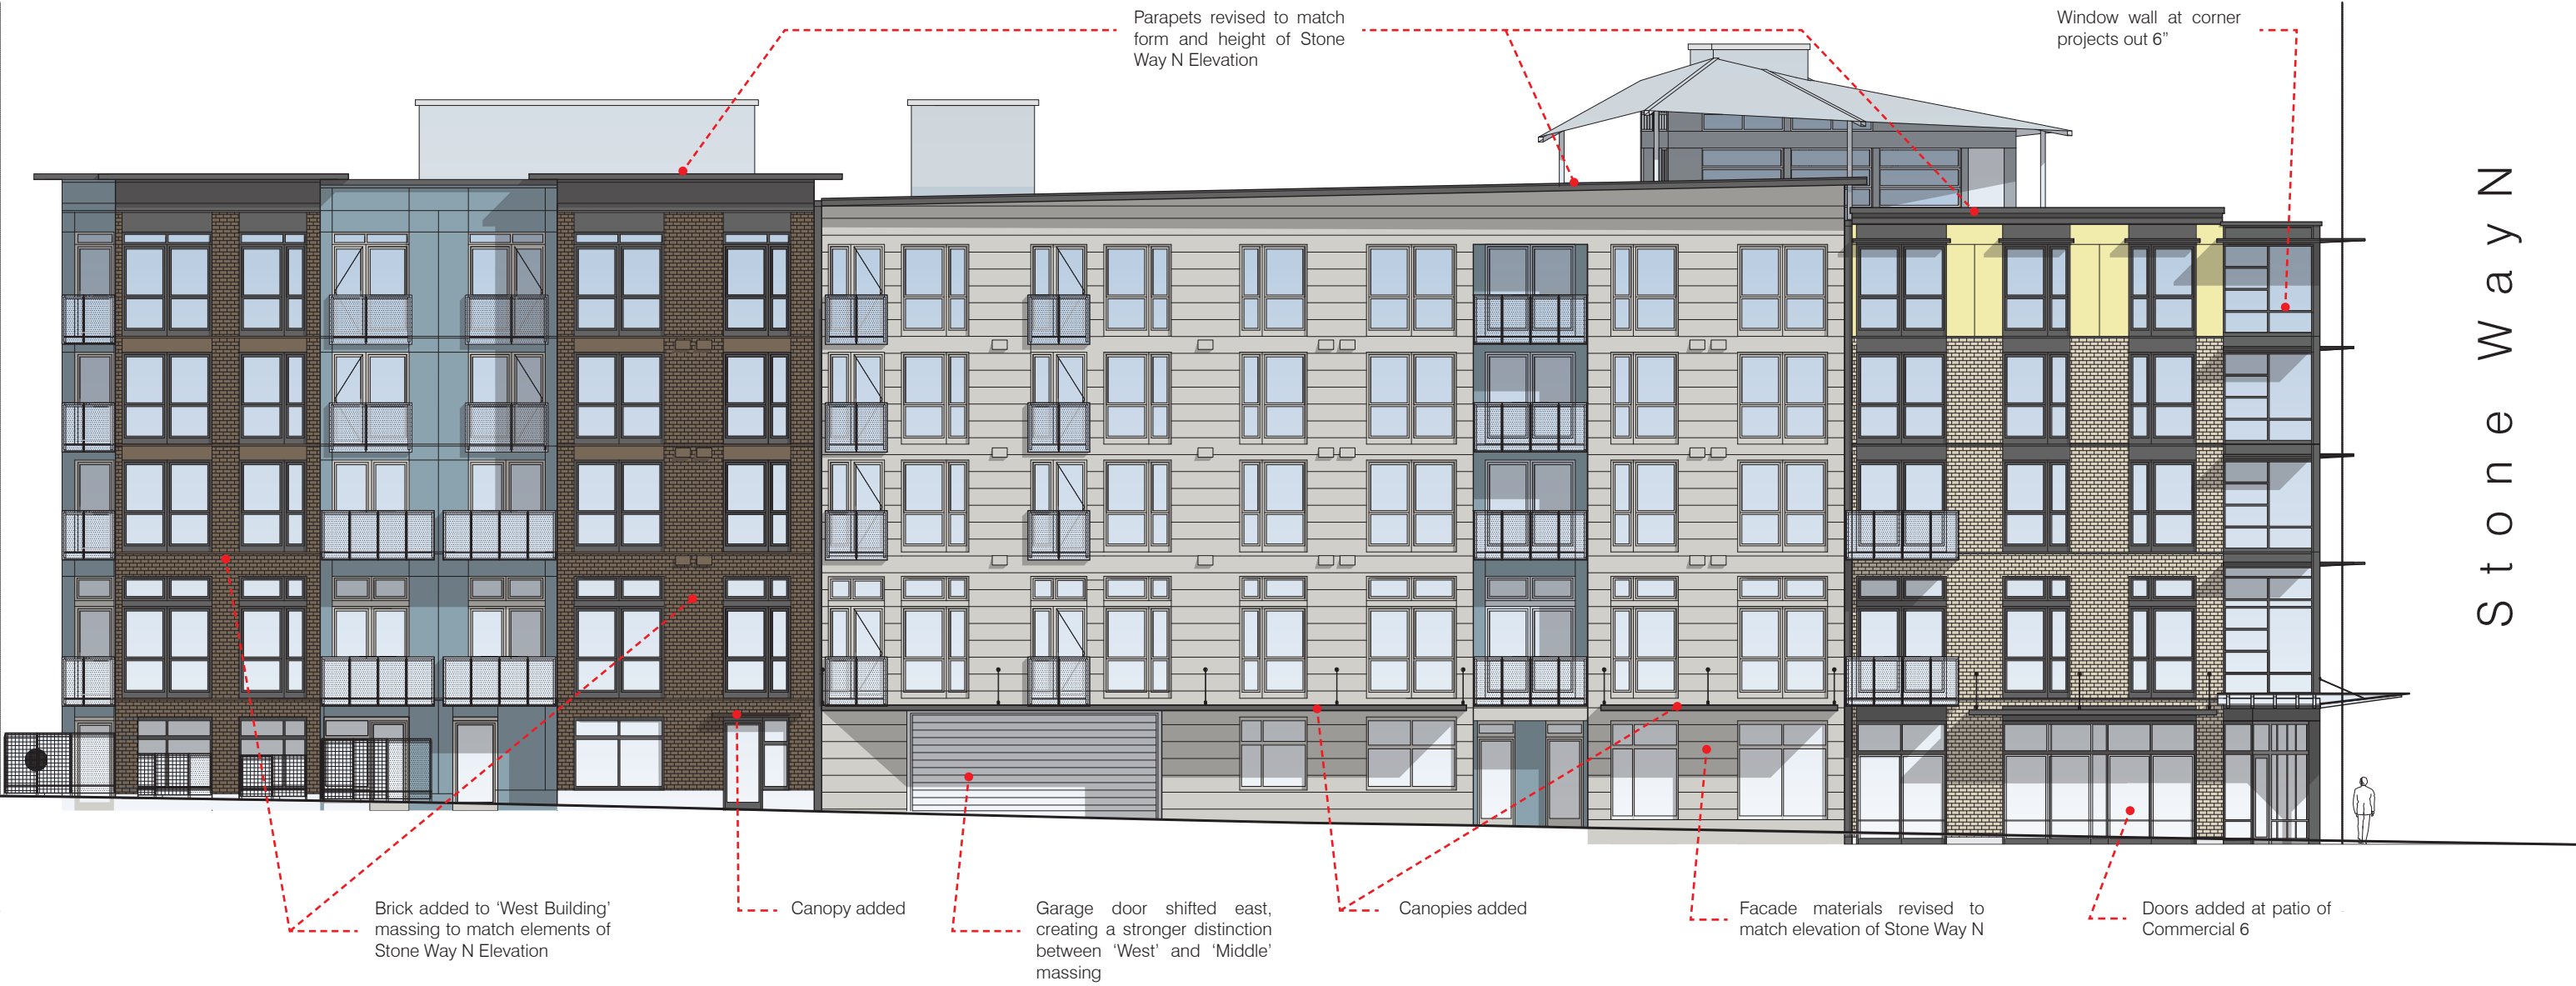 Parapets revised to match
form and height of Stone
Way N Elevation
Window wall at corner
projects out 6”
Stone Way N
Brick added to ‘West Building’
massing to match elements of
Stone Way N Elevation
Canopy added
Garage door shifted east,
creating a stronger distinction
between ‘West’ and ‘Middle’
massing
Canopies added
Facade materials revised to
match elevation of Stone Way N
Doors added at patio of
Commercial 6